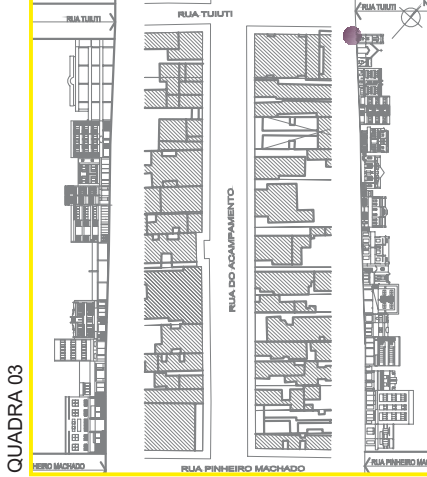 RUA TUIUTI
RUA TUIUTI
RUA TUIUTI
N
RUA DO ACAMPAMENTO
QUADRA 03
HEIRO MACHADO
RUA PINHEIRO MACHADO
RUA PINHEIRO MA